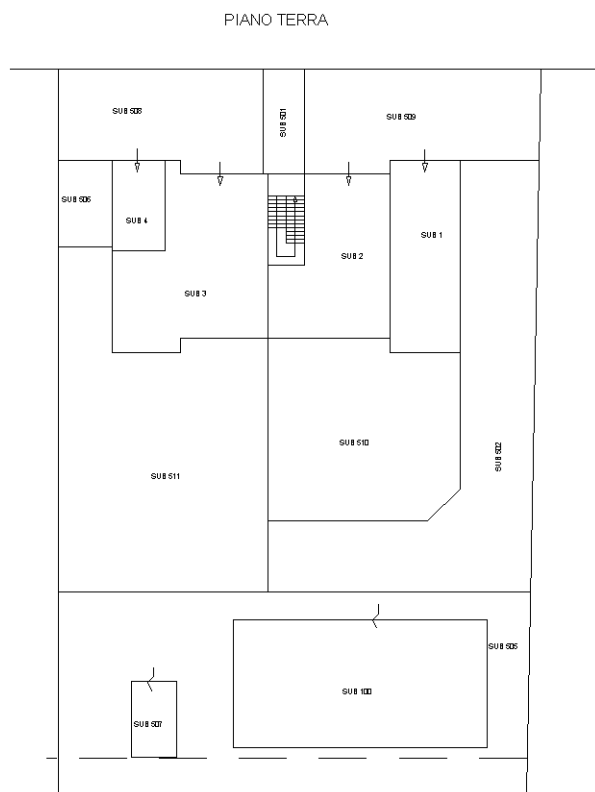 PIANO TERRA
SUB 508
SUB 501
SUB 509
SUB 506
SUB 4
SUB 1
SUB 3
SUB 2
SUB 510
SUB 502
SUB 511
SUB 505
SUB 100
SUB 507